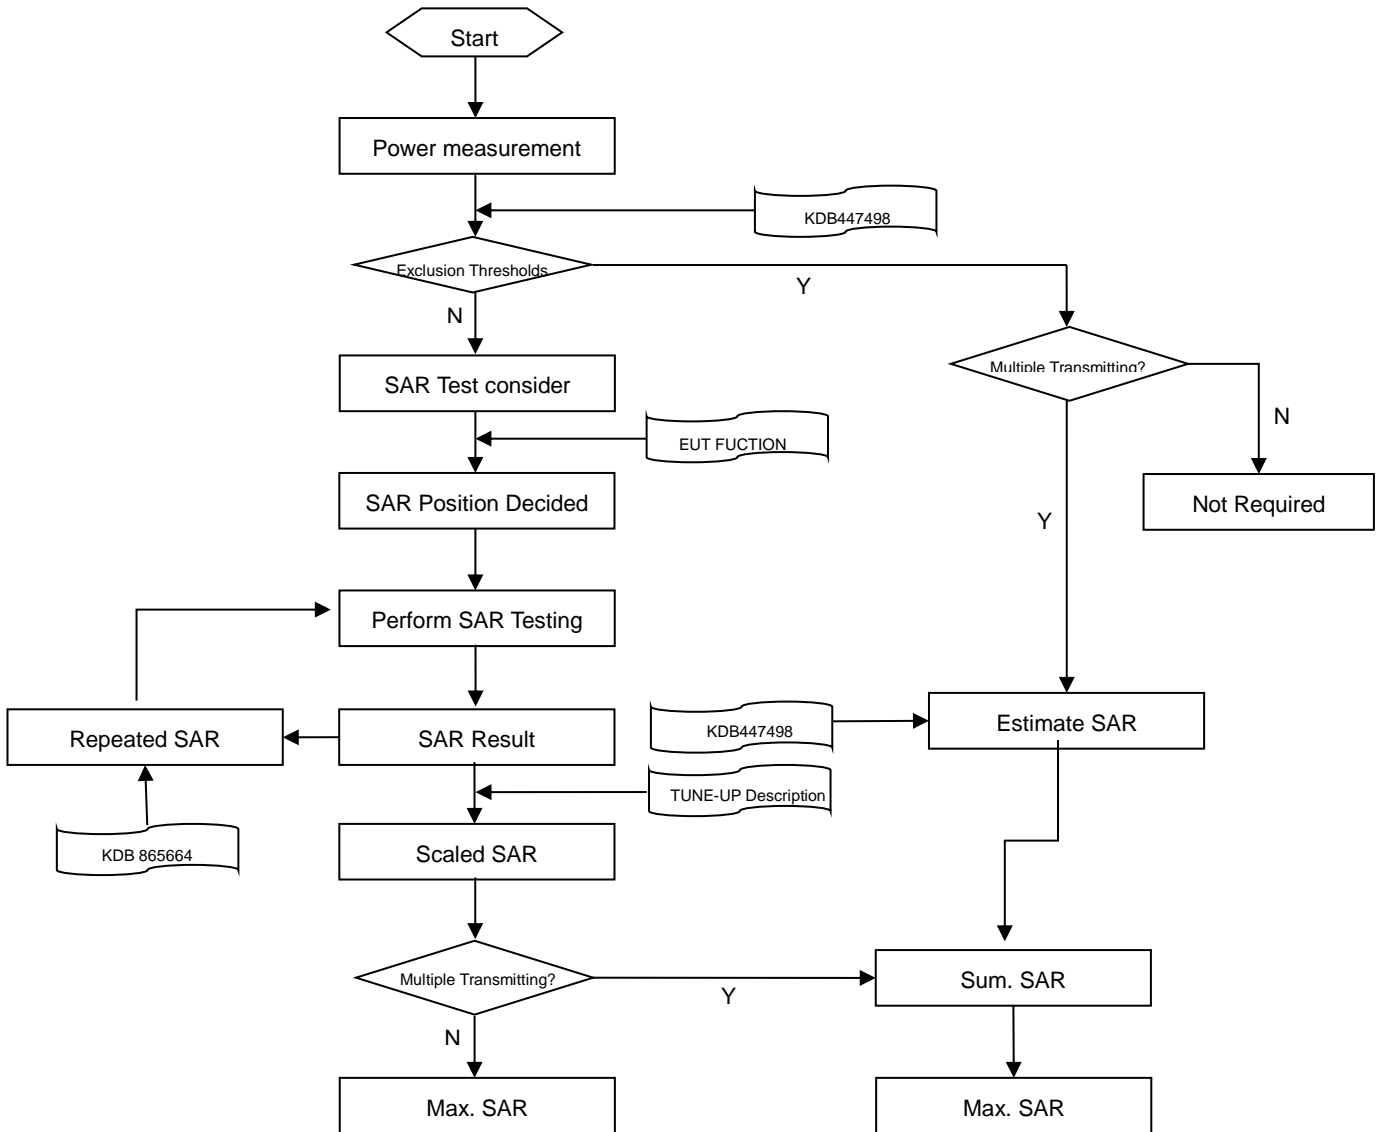 Start
Power measurement
KDB447498
Exclusion Thresholds
Y
N
Multiple Transmitting?
SAR Test consider
N
EUT FUCTION
SAR Position Decided
Not Required
Y
Perform SAR Testing
Repeated SAR
SAR Result
KDB447498
Estimate SAR
TUNE-UP Description
KDB 865664
Scaled SAR
Multiple Transmitting?
Y
Sum. SAR
N
Max. SAR
Max. SAR